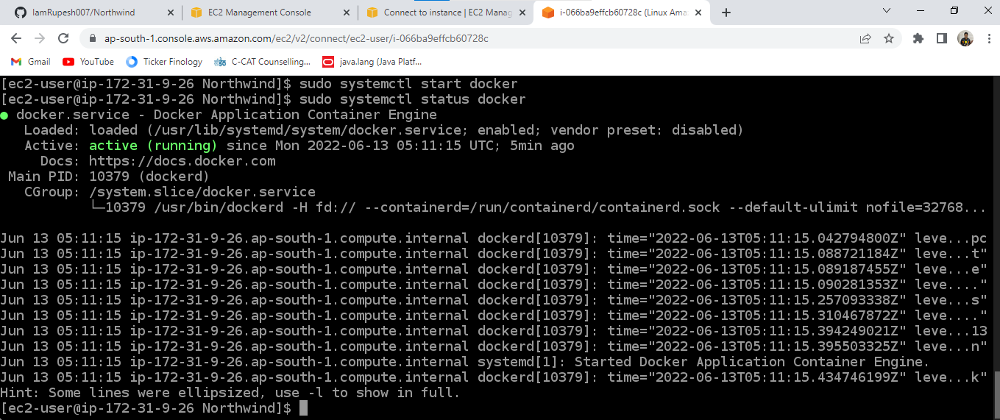 IamRupesh007/Northwind
EC2 Management Console
Connect to instance | EC2 Manag
i-066ba9effcb60728c (Linux Ama
ap-south-1.console.aws.amazon.com/ec2/v2/connect/ec2-user/i-066ba9effcb60728c
Gmail YouTube Ticker Finology C-CAT Counselling... java.lang (Java Platf...
[ec2-user@ip-172-31-9-26 Northwind]$ sudo systemctl start docker
[ec2-user@ip-172-31-9-26 Northwind]$ sudo systemctl status docker
● docker.service - Docker Application Container Engine
   Loaded: loaded (/usr/lib/systemd/system/docker.service; enabled; vendor preset: disabled)
   Active: active (running) since Mon 2022-06-13 05:11:15 UTC; 5min ago
     Docs: https://docs.docker.com
 Main PID: 10379 (dockerd)
   CGroup: /system.slice/docker.service
           └─10379 /usr/bin/dockerd -H fd:// --containerd=/run/containerd/containerd.sock --default-ulimit nofile=32768...
Jun 13 05:11:15 ip-172-31-9-26.ap-south-1.compute.internal dockerd[10379]: time="2022-06-13T05:11:15.042794800Z" leve...pc
Jun 13 05:11:15 ip-172-31-9-26.ap-south-1.compute.internal dockerd[10379]: time="2022-06-13T05:11:15.088721184Z" leve...t"
Jun 13 05:11:15 ip-172-31-9-26.ap-south-1.compute.internal dockerd[10379]: time="2022-06-13T05:11:15.089187455Z" leve...e"
Jun 13 05:11:15 ip-172-31-9-26.ap-south-1.compute.internal dockerd[10379]: time="2022-06-13T05:11:15.090281353Z" leve...."
Jun 13 05:11:15 ip-172-31-9-26.ap-south-1.compute.internal dockerd[10379]: time="2022-06-13T05:11:15.257093338Z" leve...s"
Jun 13 05:11:15 ip-172-31-9-26.ap-south-1.compute.internal dockerd[10379]: time="2022-06-13T05:11:15.310467872Z" leve...."
Jun 13 05:11:15 ip-172-31-9-26.ap-south-1.compute.internal dockerd[10379]: time="2022-06-13T05:11:15.394249021Z" leve...13
Jun 13 05:11:15 ip-172-31-9-26.ap-south-1.compute.internal dockerd[10379]: time="2022-06-13T05:11:15.395503325Z" leve...n"
Jun 13 05:11:15 ip-172-31-9-26.ap-south-1.compute.internal systemd[1]: Started Docker Application Container Engine.
Jun 13 05:11:15 ip-172-31-9-26.ap-south-1.compute.internal dockerd[10379]: time="2022-06-13T05:11:15.434746199Z" leve...k"
Hint: Some lines were ellipsized, use -l to show in full.
[ec2-user@ip-172-31-9-26 Northwind]$